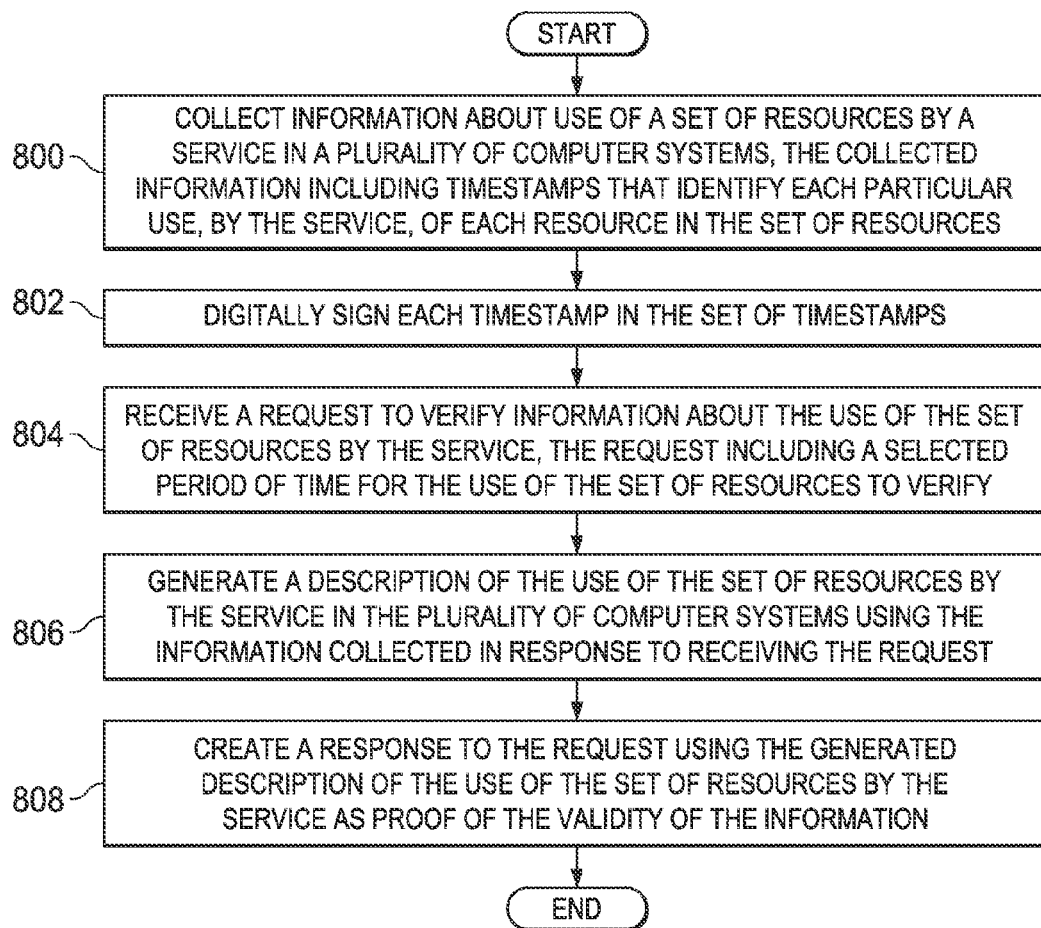 START
800
COLLECT INFORMATION ABOUT USE OF A SET OF RESOURCES BY A
SERVICE IN A PLURALITY OF COMPUTER SYSTEMS, THE COLLECTED
INFORMATION INCLUDING TIMESTAMPS THAT IDENTIFY EACH PARTICULAR
USE, BY THE SERVICE, OF EACH RESOURCE IN THE SET OF RESOURCES
802
DIGITALLY SIGN EACH TIMESTAMP IN THE SET OF TIMESTAMPS
804
RECEIVE A REQUEST TO VERIFY INFORMATION ABOUT THE USE OF THE SET
OF RESOURCES BY THE SERVICE, THE REQUEST INCLUDING A SELECTED
PERIOD OF TIME FOR THE USE OF THE SET OF RESOURCES TO VERIFY
806
GENERATE A DESCRIPTION OF THE USE OF THE SET OF RESOURCES BY
THE SERVICE IN THE PLURALITY OF COMPUTER SYSTEMS USING THE
INFORMATION COLLECTED IN RESPONSE TO RECEIVING THE REQUEST
808
CREATE A RESPONSE TO THE REQUEST USING THE GENERATED
DESCRIPTION OF THE USE OF THE SET OF RESOURCES BY THE
SERVICE AS PROOF OF THE VALIDITY OF THE INFORMATION
END